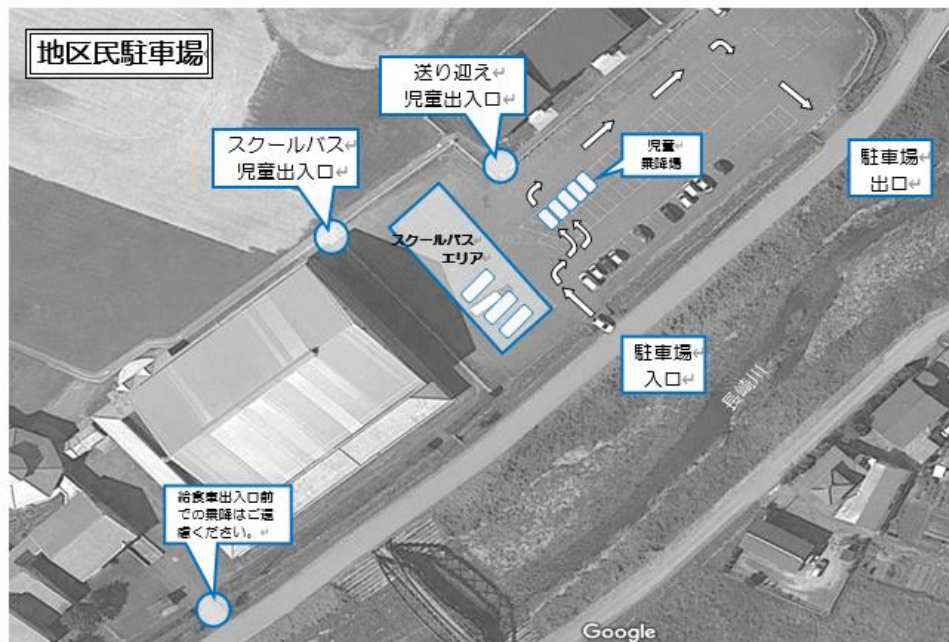 地区民駐車場
送り迎え
児童出入口
スクールバス
児童出入口
児童
乗降場
駐車場
出口
スクールバス
エリア
駐車場
入口
長崎川
給食車出入口前
での乗降はご遠
慮ください。
Google